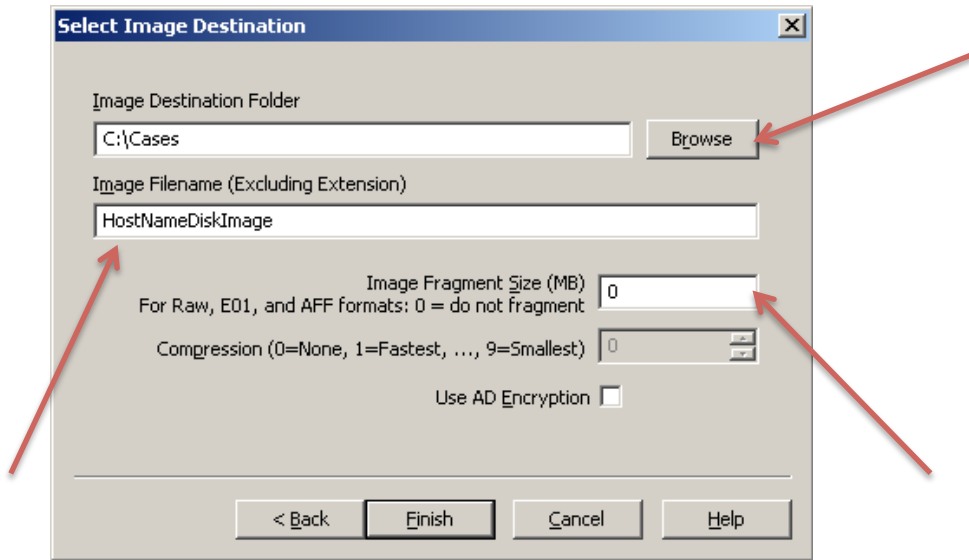 Select Image Destination
Image Destination Folder
C:\Cases
Browse
Image Filename (Excluding Extension)
HostNameDiskImage
Image Fragment Size (MB)
For Raw, E01, and AFF formats: 0 = do not fragment
0
Compression (0=None, 1=Fastest, ..., 9=Smallest)
0
Use AD Encryption
< Back
Finish
Cancel
Help